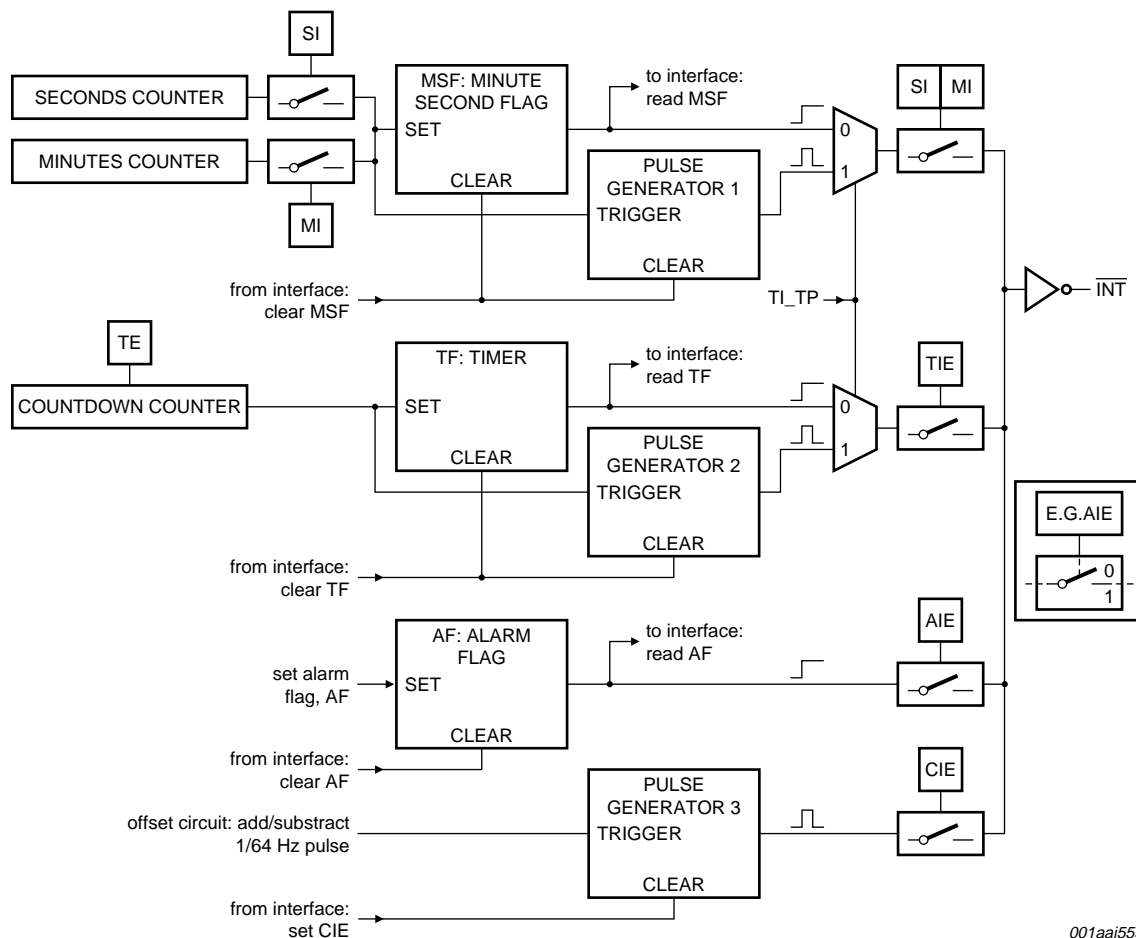 SI
SECONDS COUNTER
MINUTES COUNTER
MI
MSF: MINUTE
SECOND FLAG
SET
CLEAR
to interface:
read MSF
PULSE
GENERATOR 1
TRIGGER
CLEAR
from interface:
clear MSF
0
1
SI MI
TI_TP
INT
TE
COUNTDOWN COUNTER
TF: TIMER
SET
CLEAR
to interface:
read TF
PULSE
GENERATOR 2
TRIGGER
CLEAR
from interface:
clear TF
0
1
TIE
E.G.AIE
0
1
set alarm
flag, AF
AF: ALARM
FLAG
SET
CLEAR
to interface:
read AF
AIE
from interface:
clear AF
offset circuit: add/substract
1/64 Hz pulse
PULSE
GENERATOR 3
TRIGGER
CLEAR
CIE
from interface:
set CIE